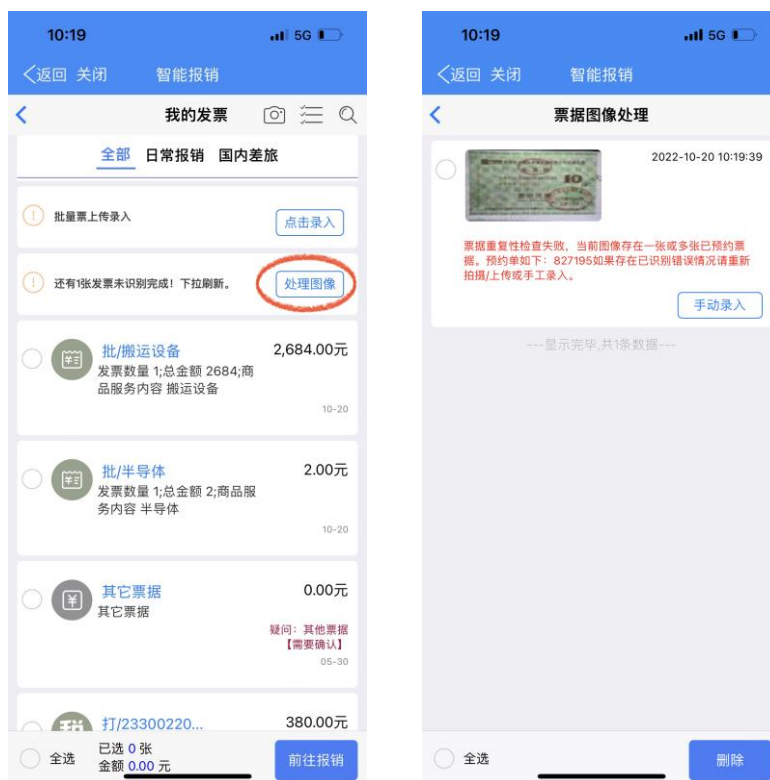 10:19
5G
返回 关闭
智能报销
我的发票
全部 日常报销 国内差旅
批量票上传录入
点击录入
还有1张发票未识别完成！下拉刷新。
处理图像
批/搬运设备
2,684.00元
发票数量 1;总金额 2684;商
品服务内容 搬运设备
10-20
批/半导体
2.00元
发票数量 1;总金额 2;商品服
务内容 半导体
10-20
其它票据
0.00元
其它票据
疑问：其他票据
【需要确认】
05-30
税
打/23300220...
380.00元
全选
已选 0 张
金额 0.00 元
前往报销
10:19
5G
返回 关闭
智能报销
票据图像处理
10
2022-10-20 10:19:39
票据重复性检查失败，当前图像存在一张或多张已预约票
据。预约单如下：827195如果存在已识别错误情况请重新
拍摄/上传或手工录入。
手动录入
---显示完毕,共1条数据---
全选
删除